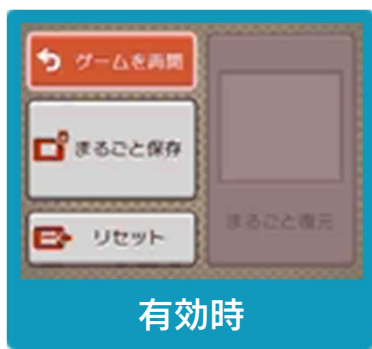 ゲームを再開
まるごと保存
リセット
まるごと復元
有効時